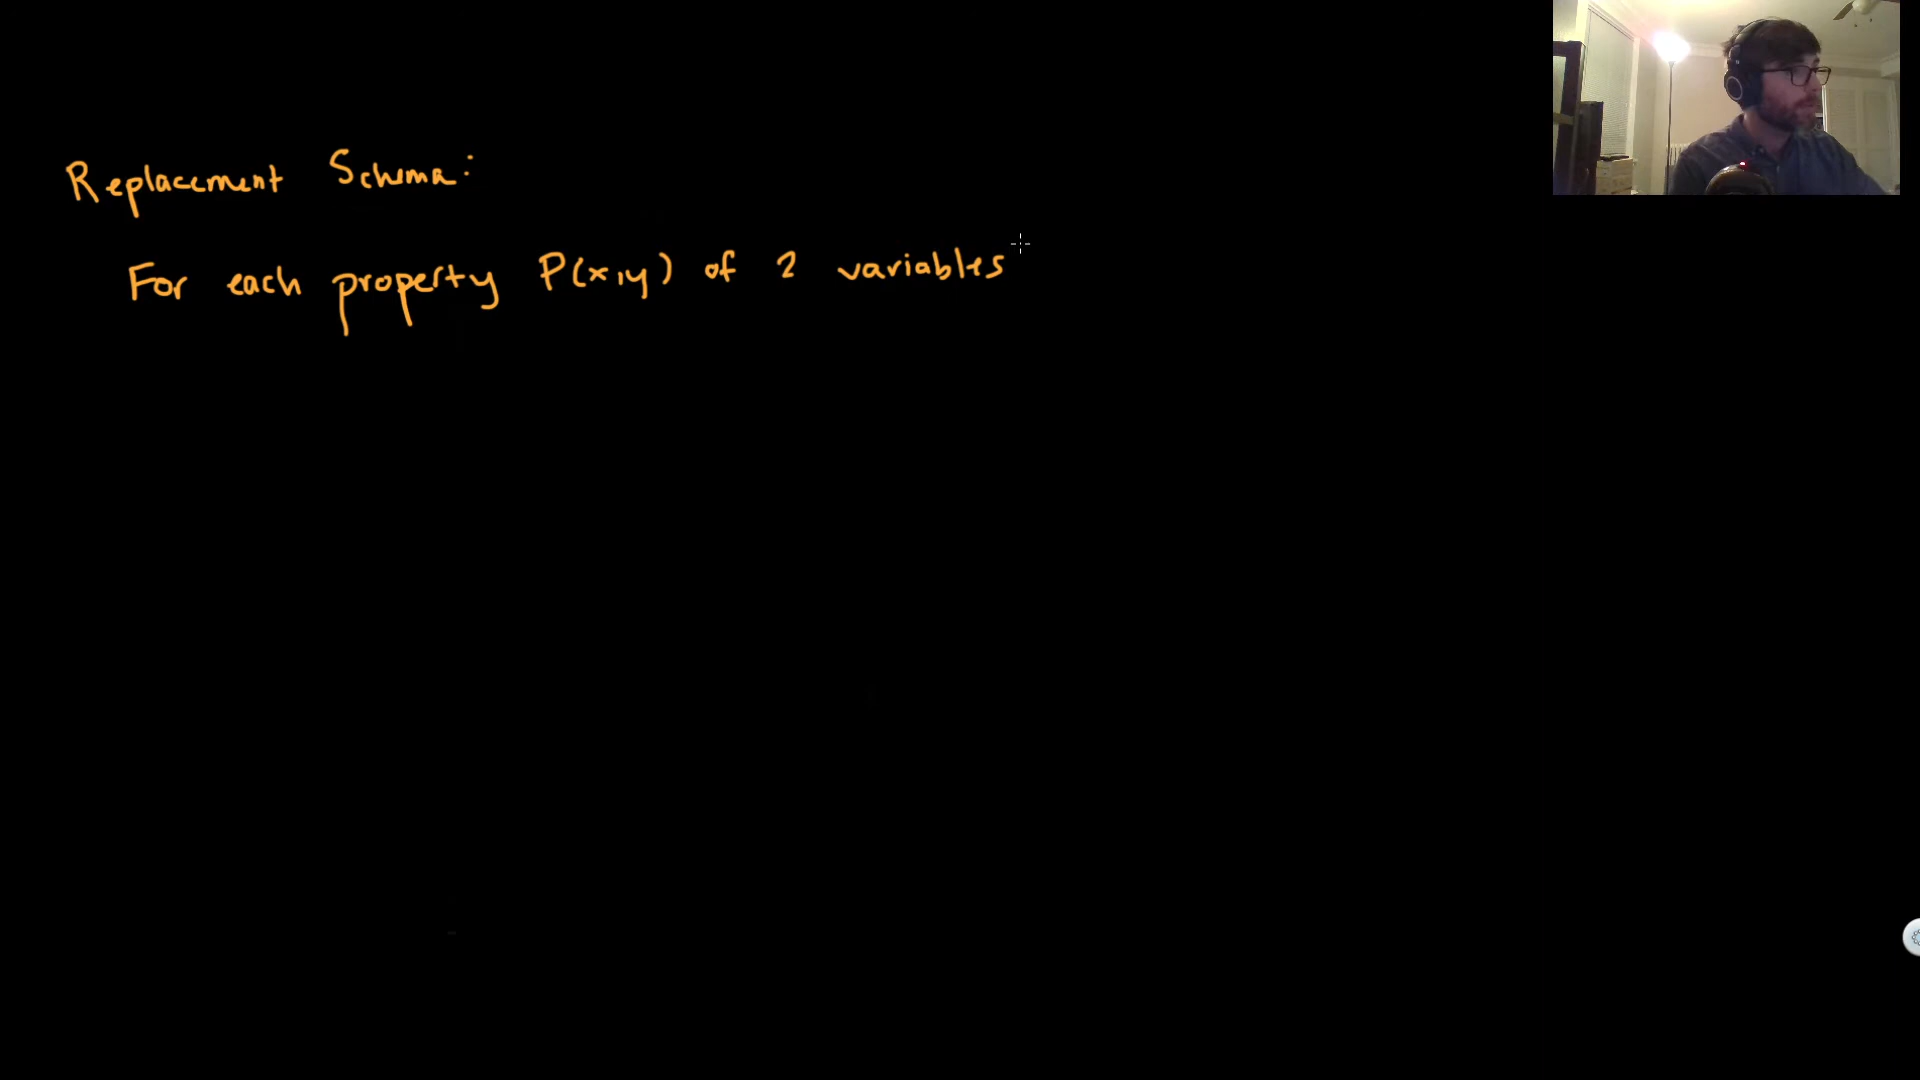 Replacement Schema:
For each property P(x,y) of 2 variables